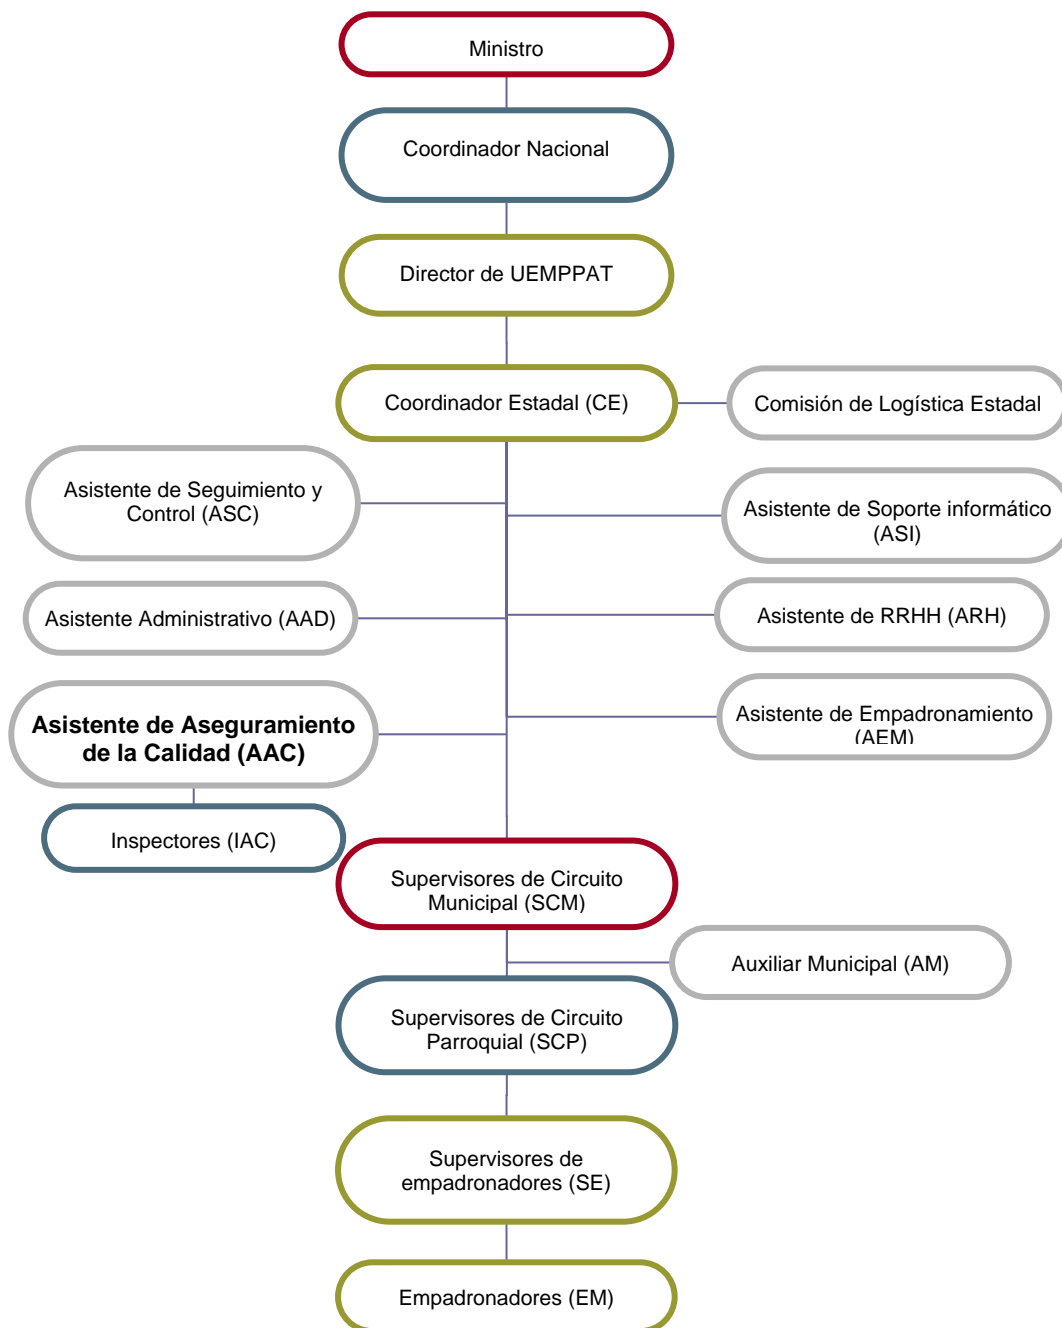 Ministro
Coordinador Nacional
Director de UEMPPAT
Coordinador Estadal (CE)
Comisión de Logística Estadal
Asistente de Seguimiento y
Control (ASC)
Asistente de Soporte informático
(ASI)
Asistente Administrativo (AAD)
Asistente de RRHH (ARH)
Asistente de Aseguramiento
de la Calidad (AAC)
Asistente de Empadronamiento
(AEM)
Inspectores (IAC)
Supervisores de Circuito
Municipal (SCM)
Auxiliar Municipal (AM)
Supervisores de Circuito
Parroquial (SCP)
Supervisores de
empadronadores (SE)
Empadronadores (EM)